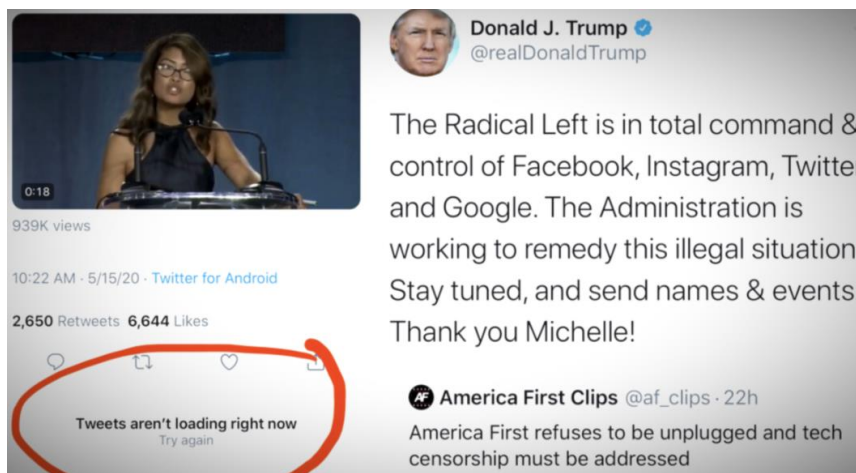 0:18
939K views
10:22 AM · 5/15/20 · Twitter for Android
2,650 Retweets 6,644 Likes
Tweets aren't loading right now
Try again
Donald J. Trump
@realDonaldTrump
The Radical Left is in total command &
control of Facebook, Instagram, Twitte
and Google. The Administration is
working to remedy this illegal situation
Stay tuned, and send names & events
Thank you Michelle!
AF America First Clips @af_clips · 22h
America First refuses to be unplugged and tech
censorship must be addressed